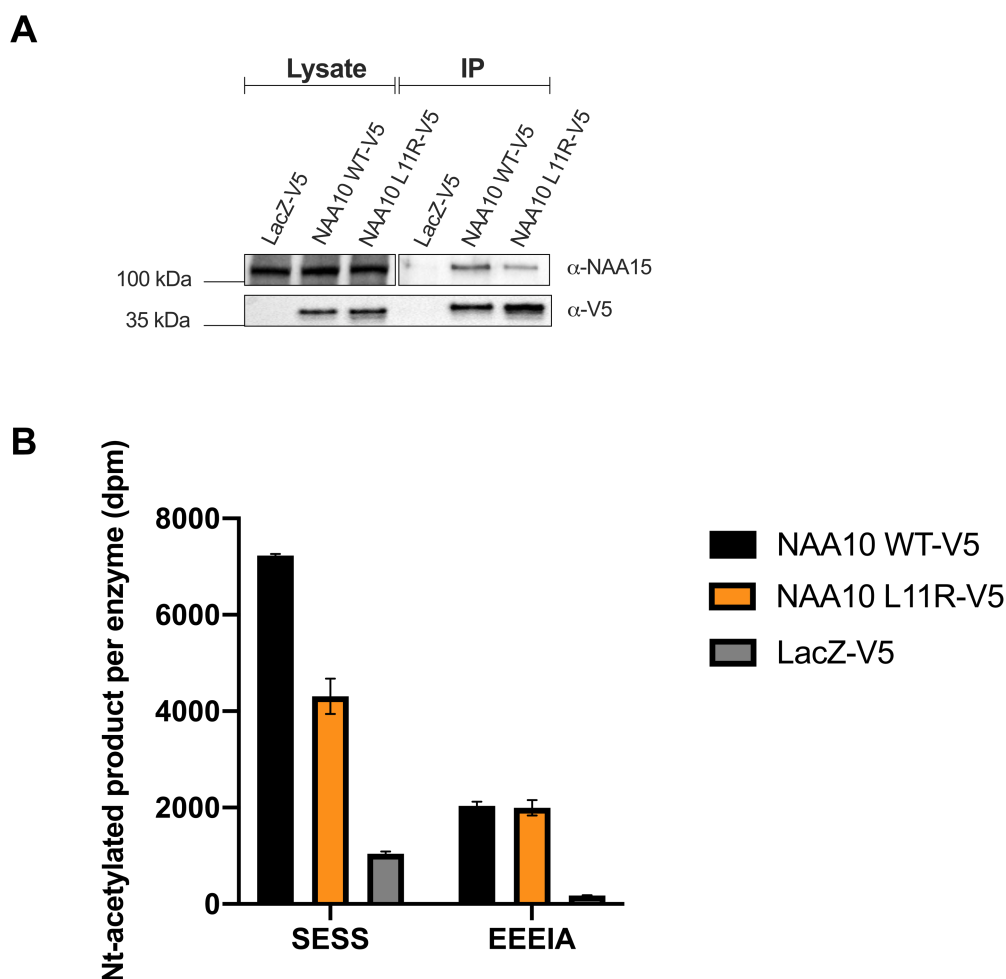 A
Lysate IP
LacZ-V5 NAA10 WT-V5 NAA10 L11R-V5 LacZ-V5 NAA10 WT-V5 NAA10 L11R-V5
100 kDa α-NAA15
35 kDa α-V5
B
Nt-acetylated product per enzyme (dpm)
8000
6000
4000
2000
0
SESS EEEIA
NAA10 WT-V5
NAA10 L11R-V5
LacZ-V5